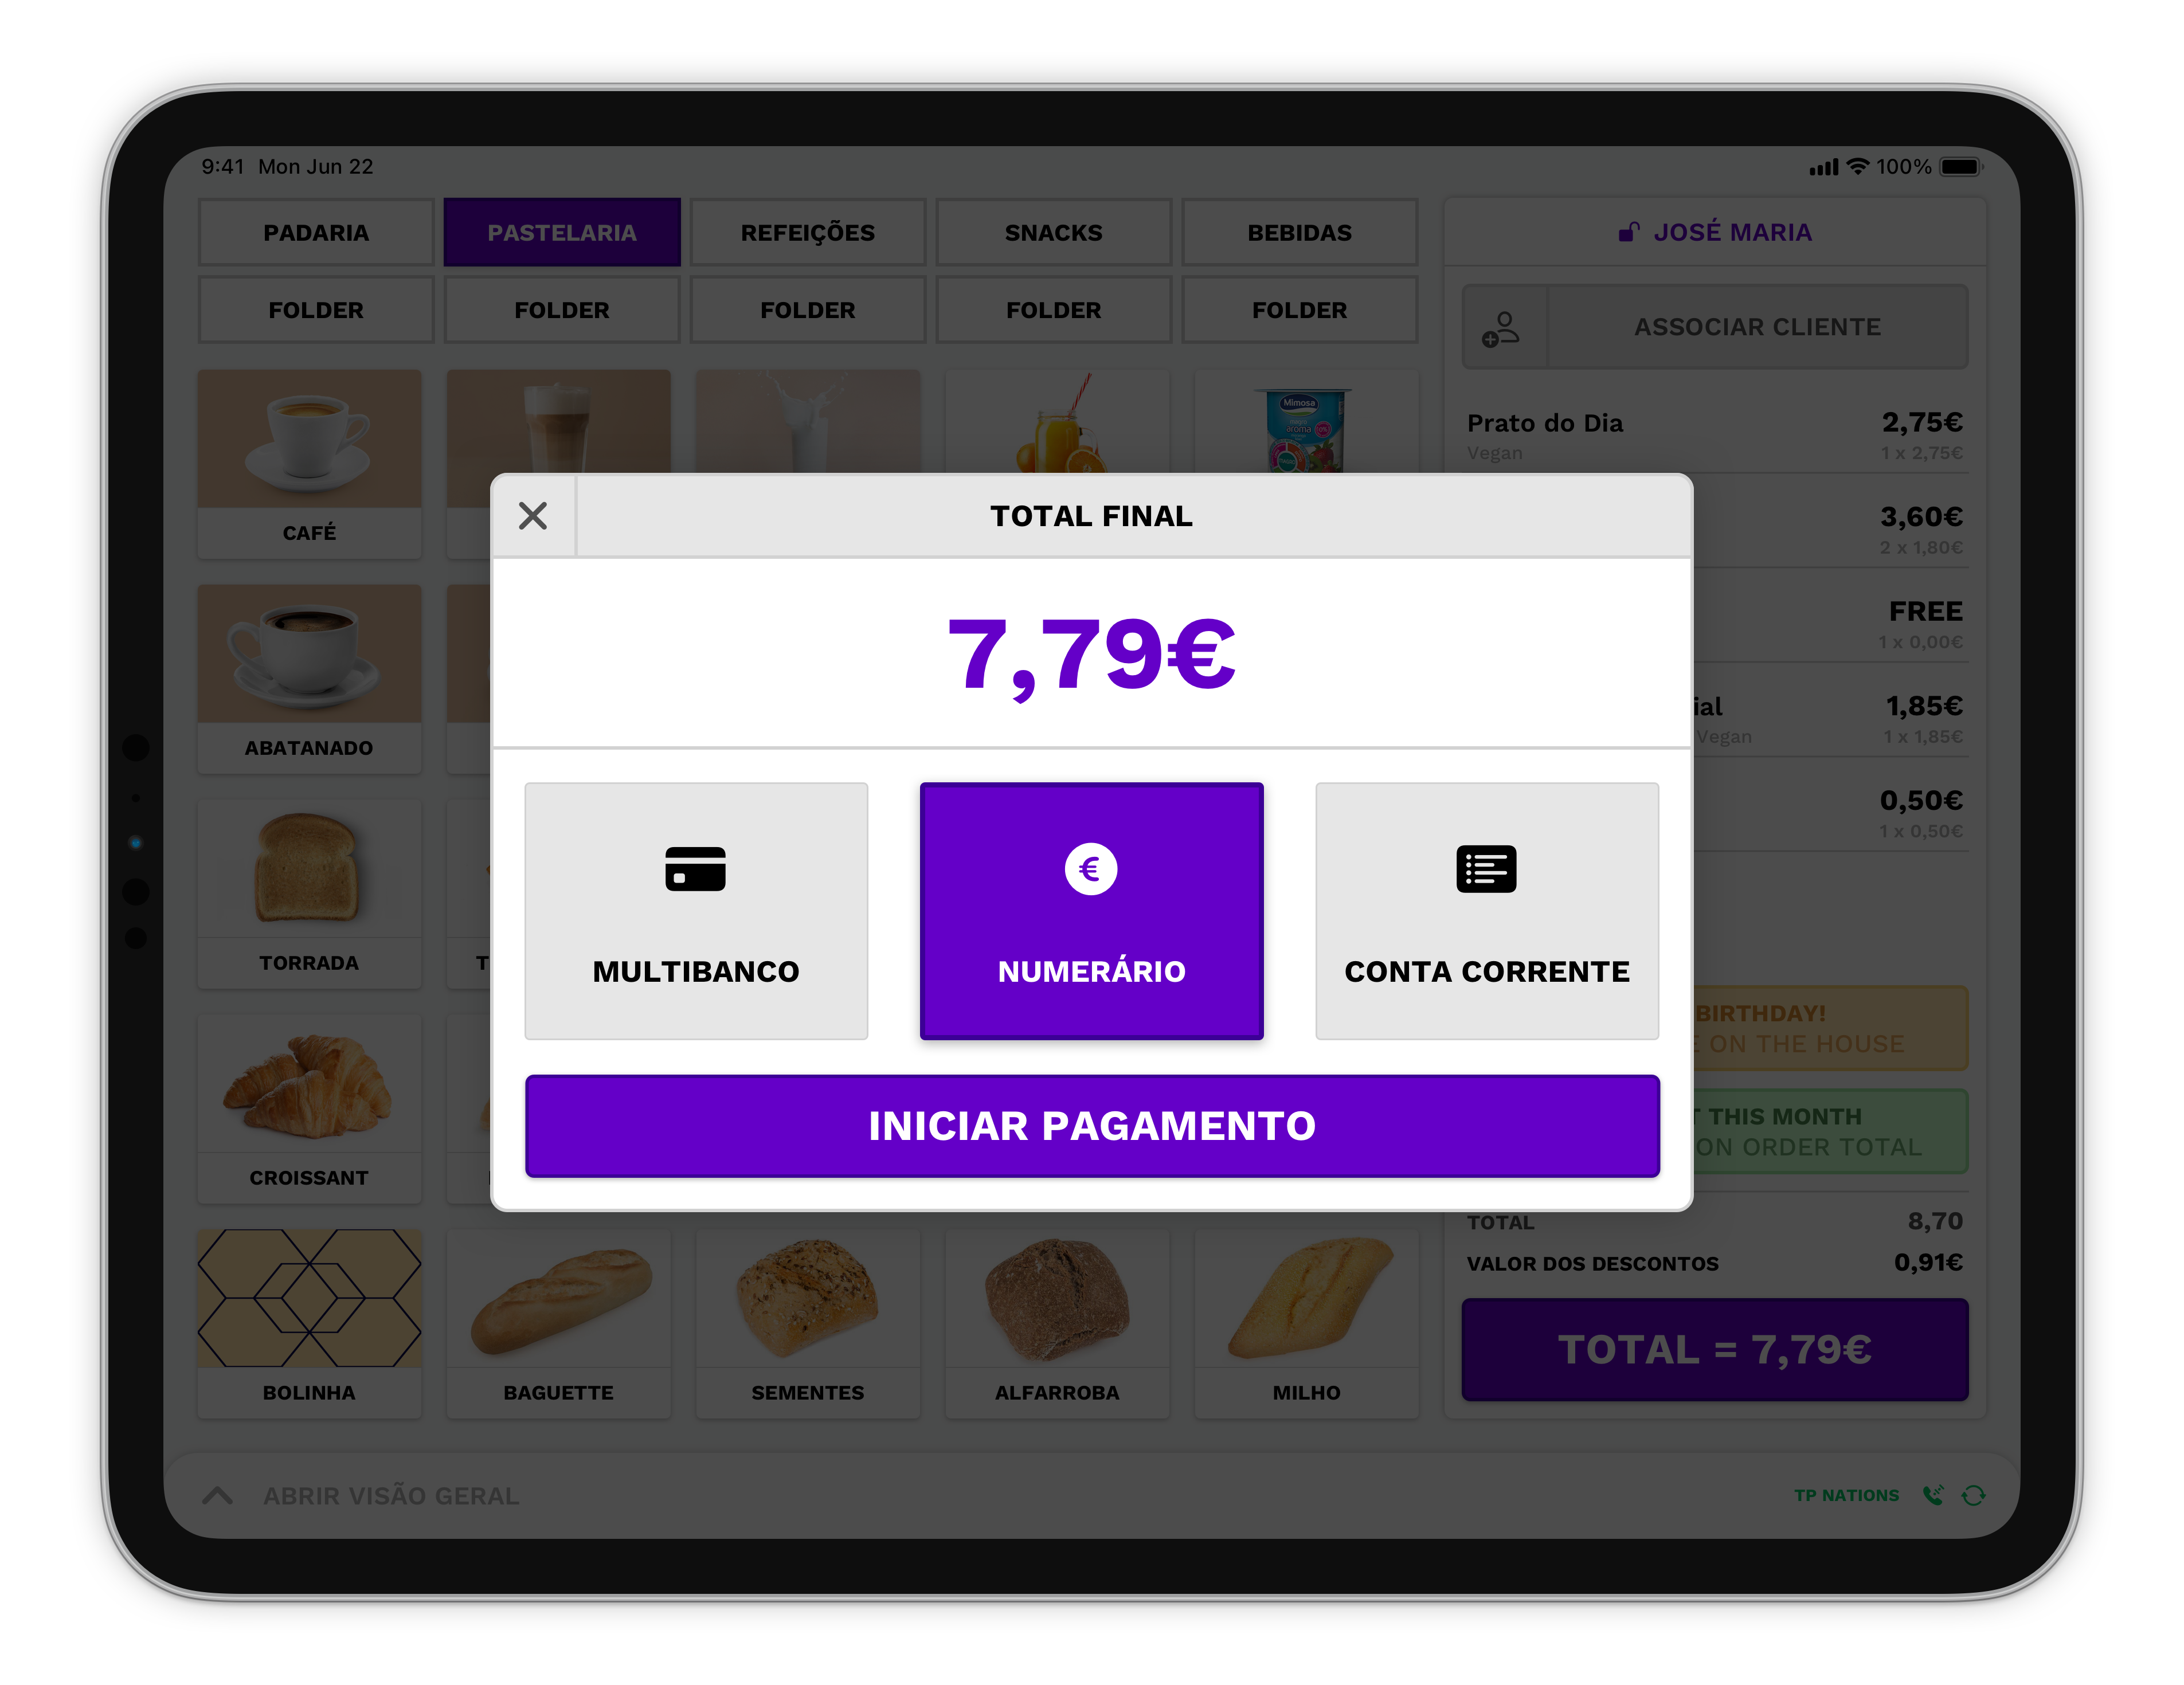 9:41 Mon Jun 22
100%
PADARIA
PASTELARIA
REFEIÇÕES
SNACKS
BEBIDAS
FOLDER
FOLDER
FOLDER
FOLDER
FOLDER
JOSÉ MARIA
ASSOCIAR CLIENTE
Prato do Dia 2,75€
Vegan 1 x 2,75€
3,60€
2 x 1,80€
FREE
1 x 0,00€
ial 1,85€
Vegan 1 x 1,85€
0,50€
1 x 0,50€
BIRTHDAY!
E ON THE HOUSE
T THIS MONTH
ON ORDER TOTAL
TOTAL 8,70
VALOR DOS DESCONTOS 0,91€
TOTAL = 7,79€
Mimosa
aroma
CAFÉ
ABATANADO
TORRADA
T
CROISSANT
BOLINHA
BAGUETTE
SEMENTES
ALFARROBA
MILHO
TOTAL FINAL
7,79€
€
MULTIBANCO
NUMERÁRIO
CONTA CORRENTE
INICIAR PAGAMENTO
ABRIR VISÃO GERAL
TP NATIONS